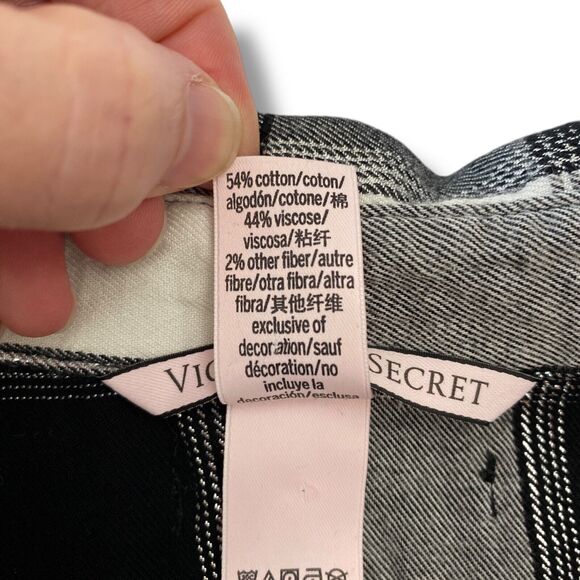 54% cotton/coton/
algodón/cotone/棉
44% viscose/
viscosa/粘纤
2% other fiber/autre
fibre/otra fibra/altra
fibra/其他纤维
exclusive of
decoration/sauf
décoration/no
incluye la
decoración/esclusa
VIC
SECRET